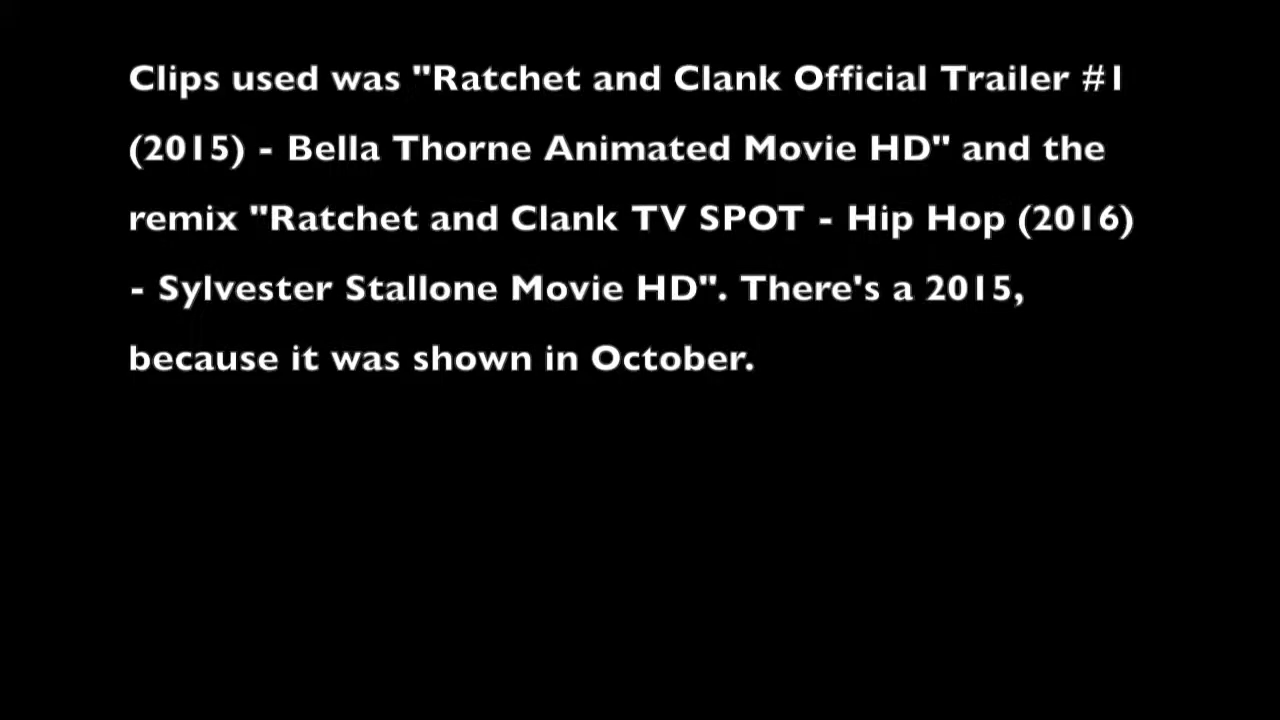 Clips used was "Ratchet and Clank Official Trailer #1
(2015) - Bella Thorne Animated Movie HD" and the
remix "Ratchet and Clank TV SPOT - Hip Hop (2016)
- Sylvester Stallone Movie HD". There's a 2015,
because it was shown in October.